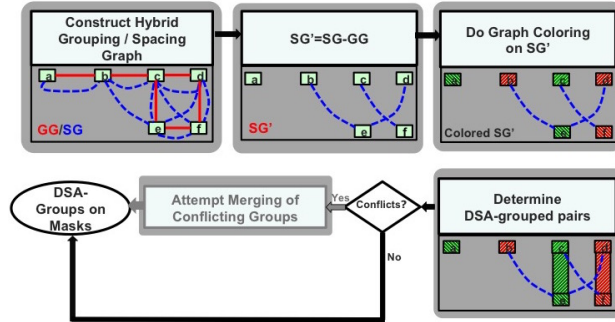 Construct Hybrid
Grouping / Spacing
Graph
a b c d
e f
GG/SG
SG'=SG-GG
a b c d
e f
SG'
Do Graph Coloring
on SG'
a b c d
e f
Colored SG'
DSA-
Groups on
Masks
Attempt Merging of
Conflicting Groups
Yes
Conflicts?
No
Determine
DSA-grouped pairs
a b c d
e f